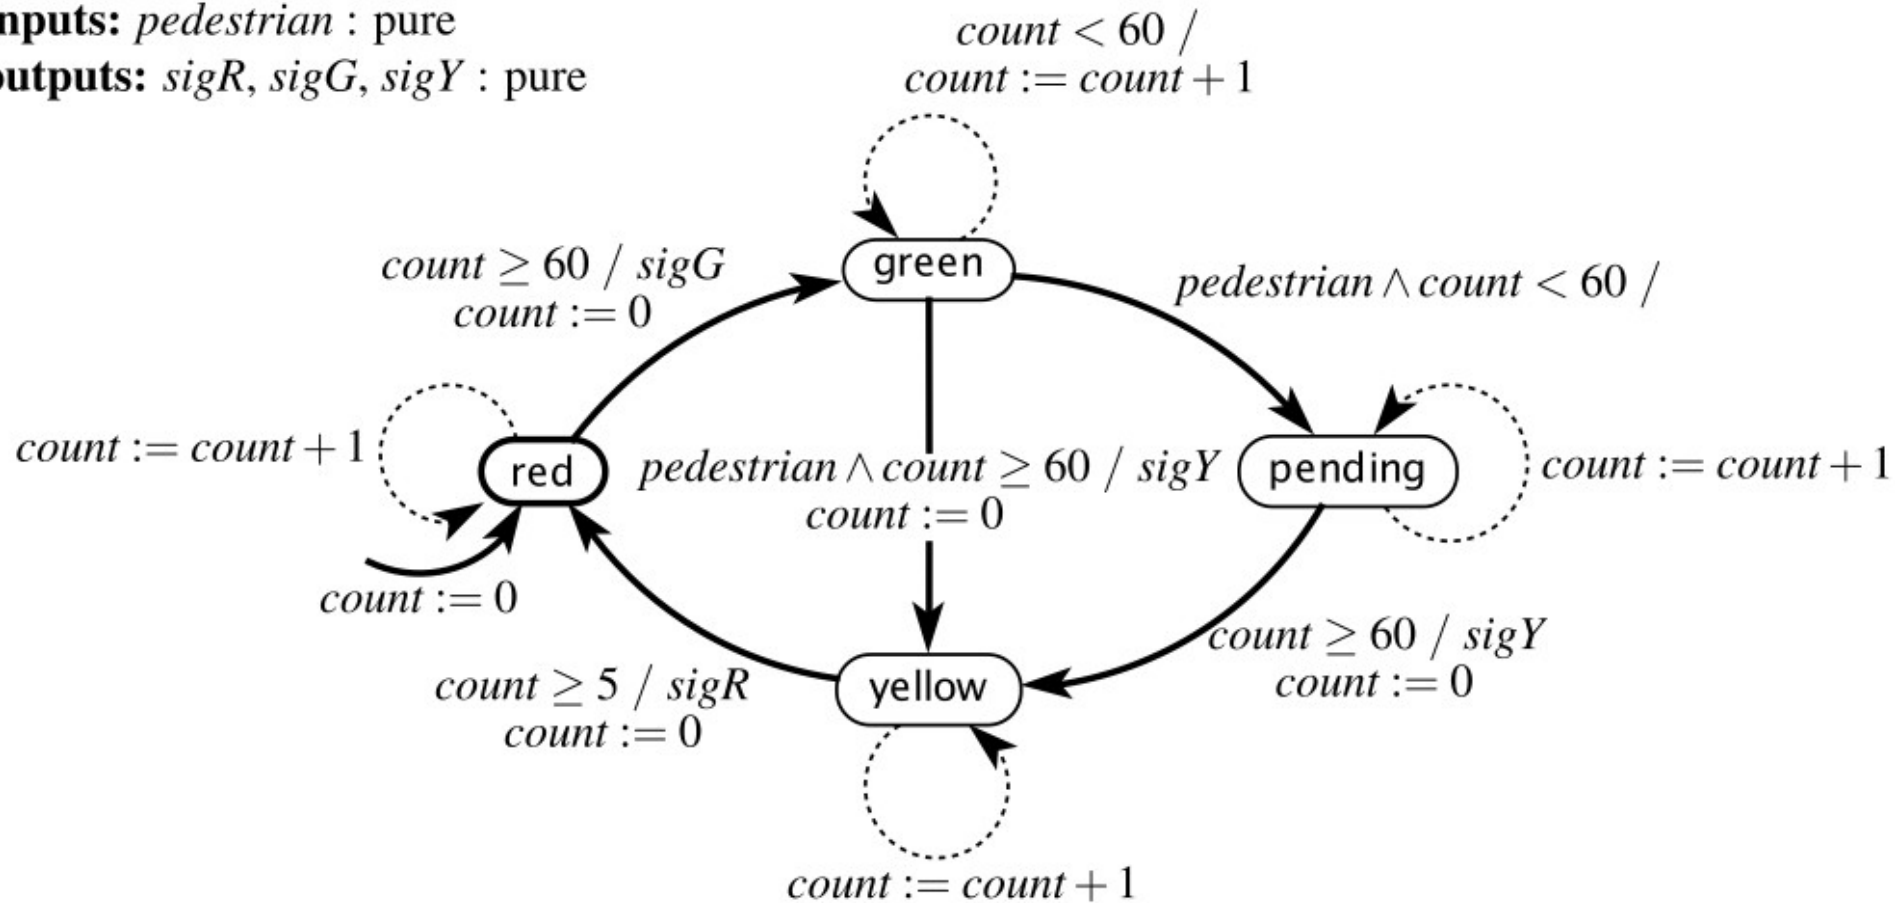 nputs: pedestrian : pure
outputs: sigR, sigG, sigY : pure
count < 60 /
count := count + 1
green
count ≥ 60 / sigG
count := 0
pedestrian ∧ count < 60 /
count := count + 1
red
pedestrian ∧ count ≥ 60 / sigY
count := 0
pending
count := count + 1
count := 0
count ≥ 60 / sigY
count := 0
count ≥ 5 / sigR
count := 0
yellow
count := count + 1